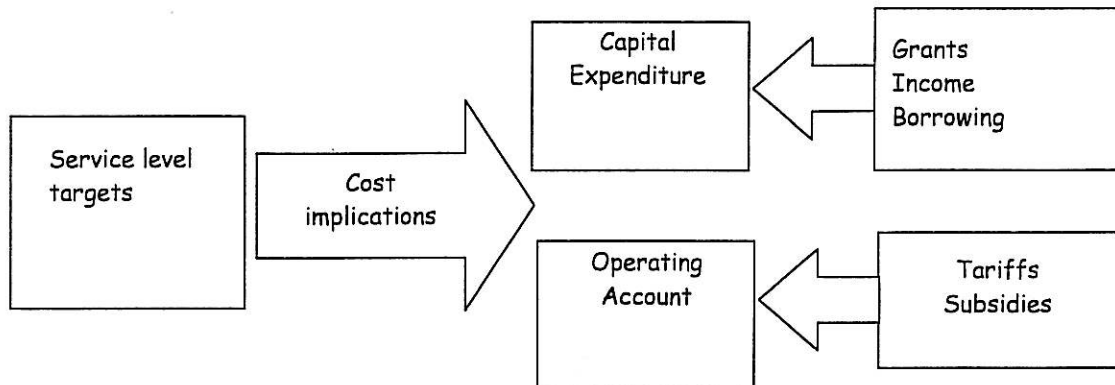 Service level
targets
Cost
implications
Capital
Expenditure
Grants
Income
Borrowing
Operating
Account
Tariffs
Subsidies